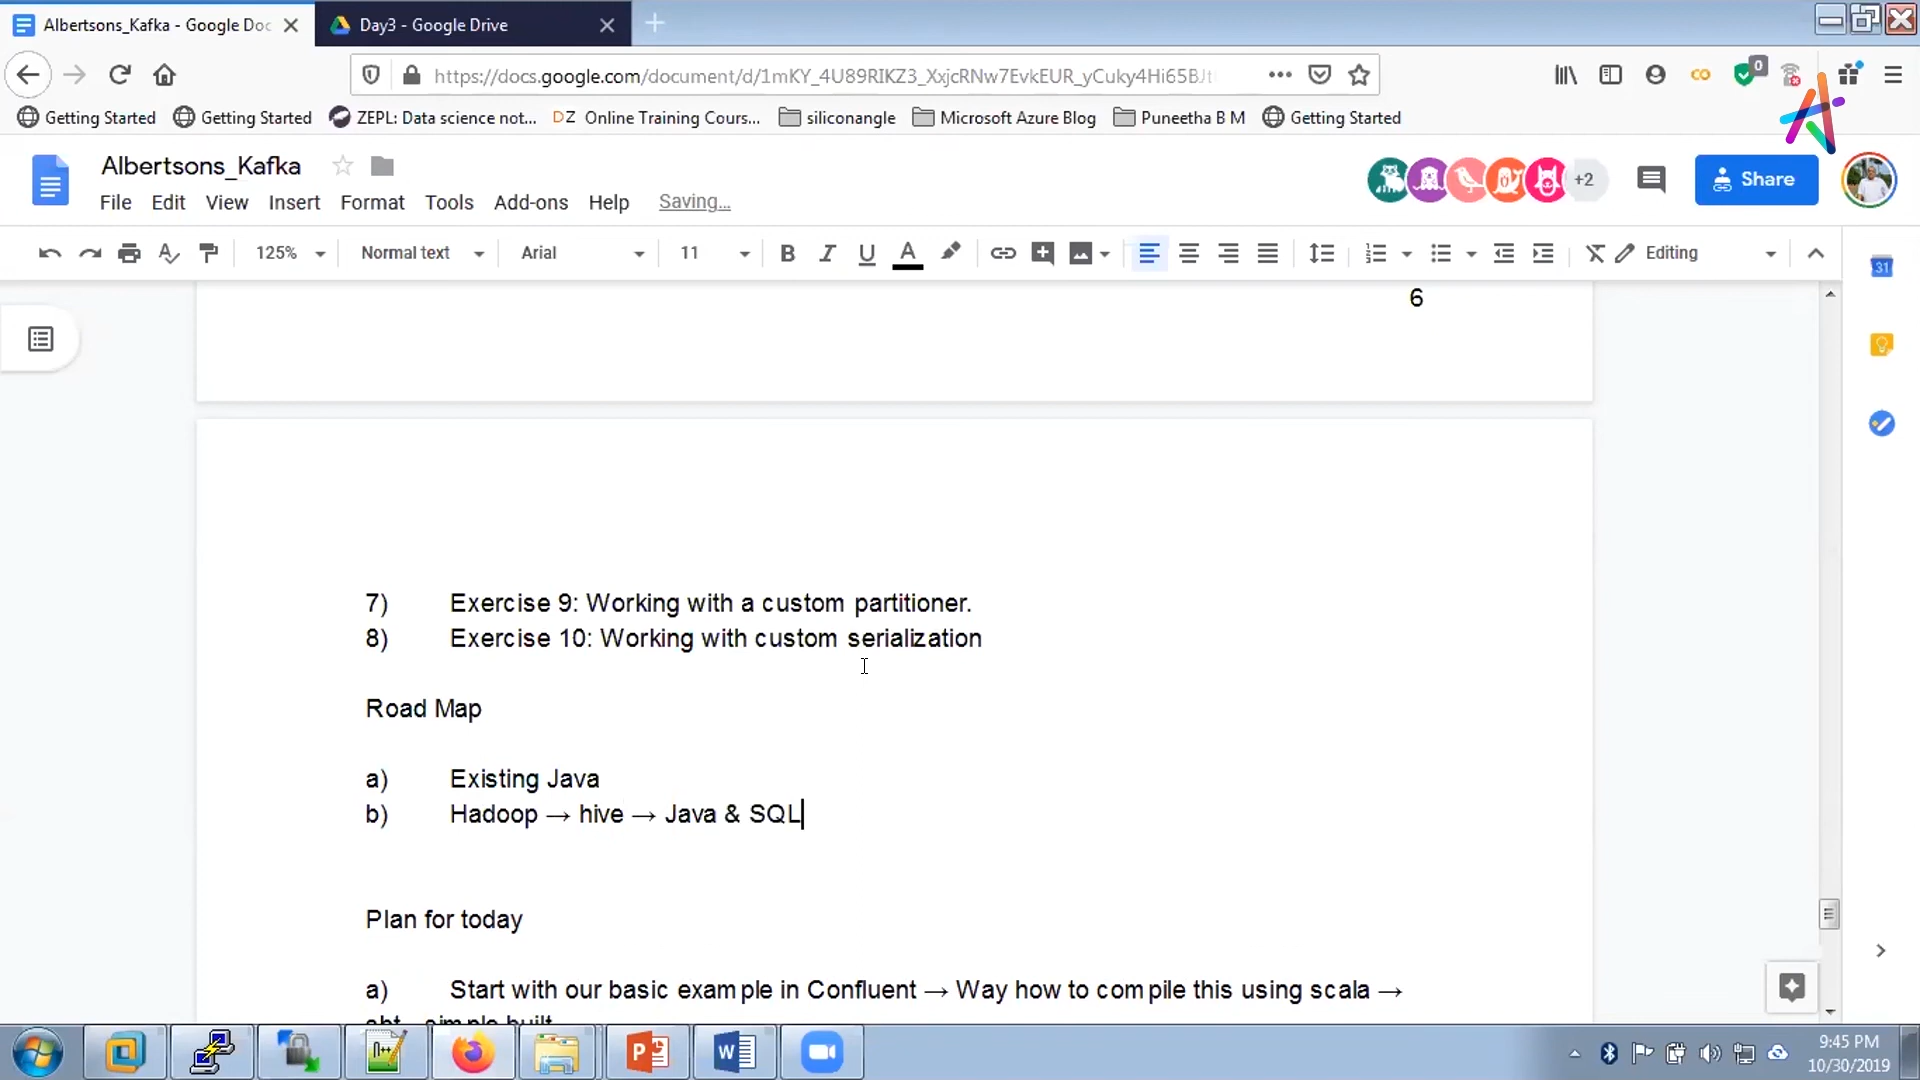 Albertsons_Kafka - Google Doc
Day3 - Google Drive
https://docs.google.com/document/d/1mKY_4U89RIKZ3_XxjcRNw7EvkEUR_yCuky4Hi65BJt
0
Getting Started
Getting Started
ZEPL: Data science not...
DZ Online Training Cours...
siliconangle
Microsoft Azure Blog
Puneetha B M
Getting Started
Albertsons_Kafka
File Edit View Insert Format Tools Add-ons Help Saving...
+2
Share
125% Normal text Arial 11 B I U A Editing
31
6
7) Exercise 9: Working with a custom partitioner.
8) Exercise 10: Working with custom serialization
Road Map
a) Existing Java
b) Hadoop → hive → Java & SQL
Plan for today
a) Start with our basic example in Confluent → Way how to compile this using scala →
9:45 PM
10/30/2019